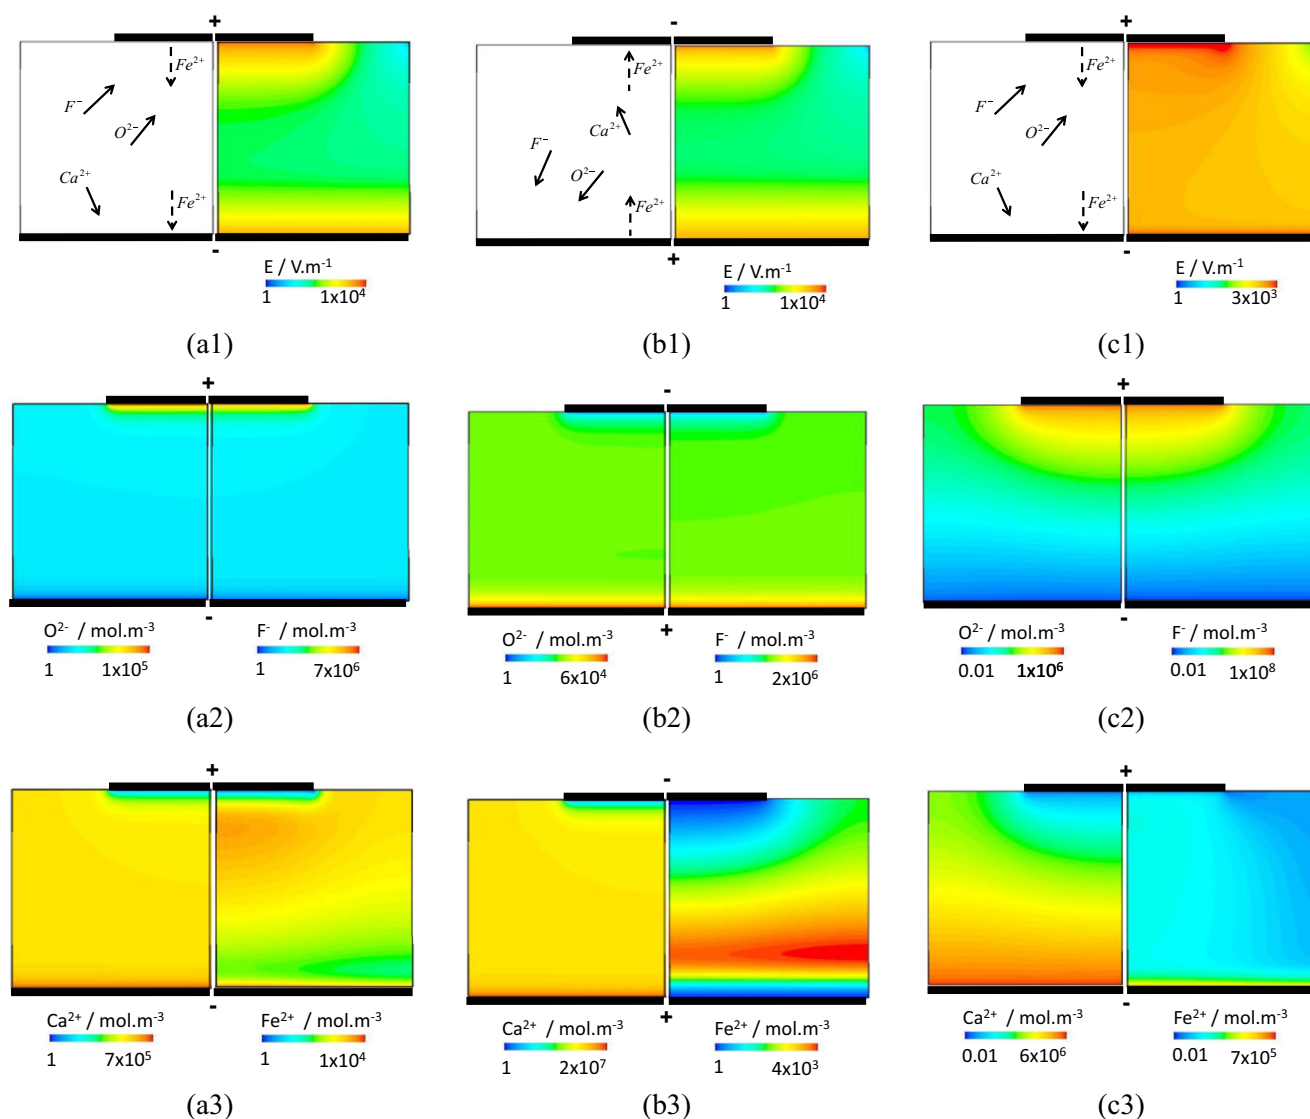 +
Fe²⁺
F⁻
O²⁻
Ca²⁺
Fe²⁺
-
E / V.m⁻¹
1 1x10⁴
(a1)
-
Fe²⁺
Ca²⁺
F⁻
O²⁻
Fe²⁺
+
E / V.m⁻¹
1 1x10⁴
(b1)
+
Fe²⁺
F⁻
O²⁻
Ca²⁺
Fe²⁺
-
E / V.m⁻¹
1 3x10³
(c1)
+
-
O²⁻ / mol.m⁻³ F⁻ / mol.m⁻³
1 1x10⁵ 1 7x10⁶
(a2)
-
+
O²⁻ / mol.m⁻³ F⁻ / mol.m⁻³
1 6x10⁴ 1 2x10⁶
(b2)
+
-
O²⁻ / mol.m⁻³ F⁻ / mol.m⁻³
0.01 1x10⁶ 0.01 1x10⁸
(c2)
+
-
Ca²⁺ / mol.m⁻³ Fe²⁺ / mol.m⁻³
1 7x10⁵ 1 1x10⁴
(a3)
-
+
Ca²⁺ / mol.m⁻³ Fe²⁺ / mol.m⁻³
1 2x10⁷ 1 4x10³
(b3)
+
-
Ca²⁺ / mol.m⁻³ Fe²⁺ / mol.m⁻³
0.01 6x10⁶ 0.01 7x10⁵
(c3)